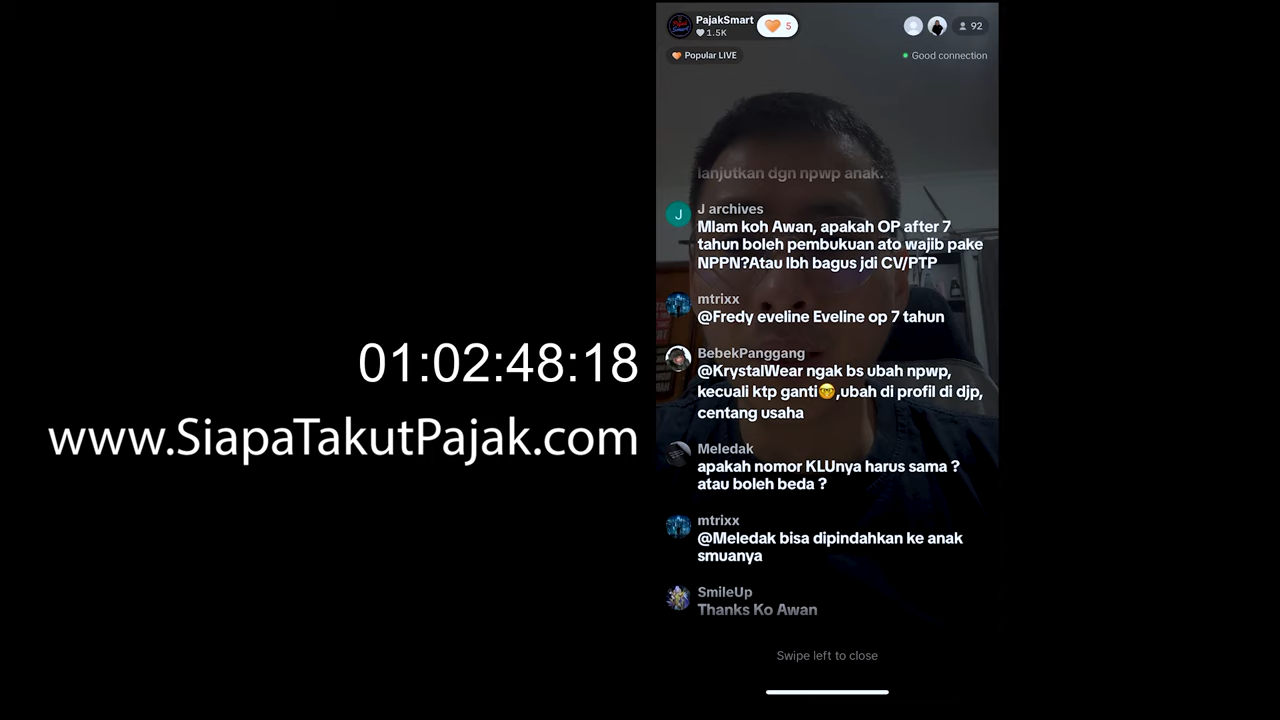 PajakSmart
1.5K
5
92
Popular LIVE
Good connection
lanjutkan dgn npwp anak.
J
J archives
Mlam koh Awan, apakah OP after 7
tahun boleh pembukuan ato wajib pake
NPPN?Atau lbh bagus jdi CV/PTP
mtrixx
@Fredy eveline Eveline op 7 tahun
BebekPanggang
@KrystalWear ngak bs ubah npwp,
kecuali ktp ganti🤓,ubah di profil di djp,
centang usaha
Meledak
apakah nomor KLUnya harus sama ?
atau boleh beda ?
mtrixx
@Meledak bisa dipindahkan ke anak
smuanya
SmileUp
Thanks Ko Awan
Swipe left to close
01:02:48:18
www.SiapaTakutPajak.com